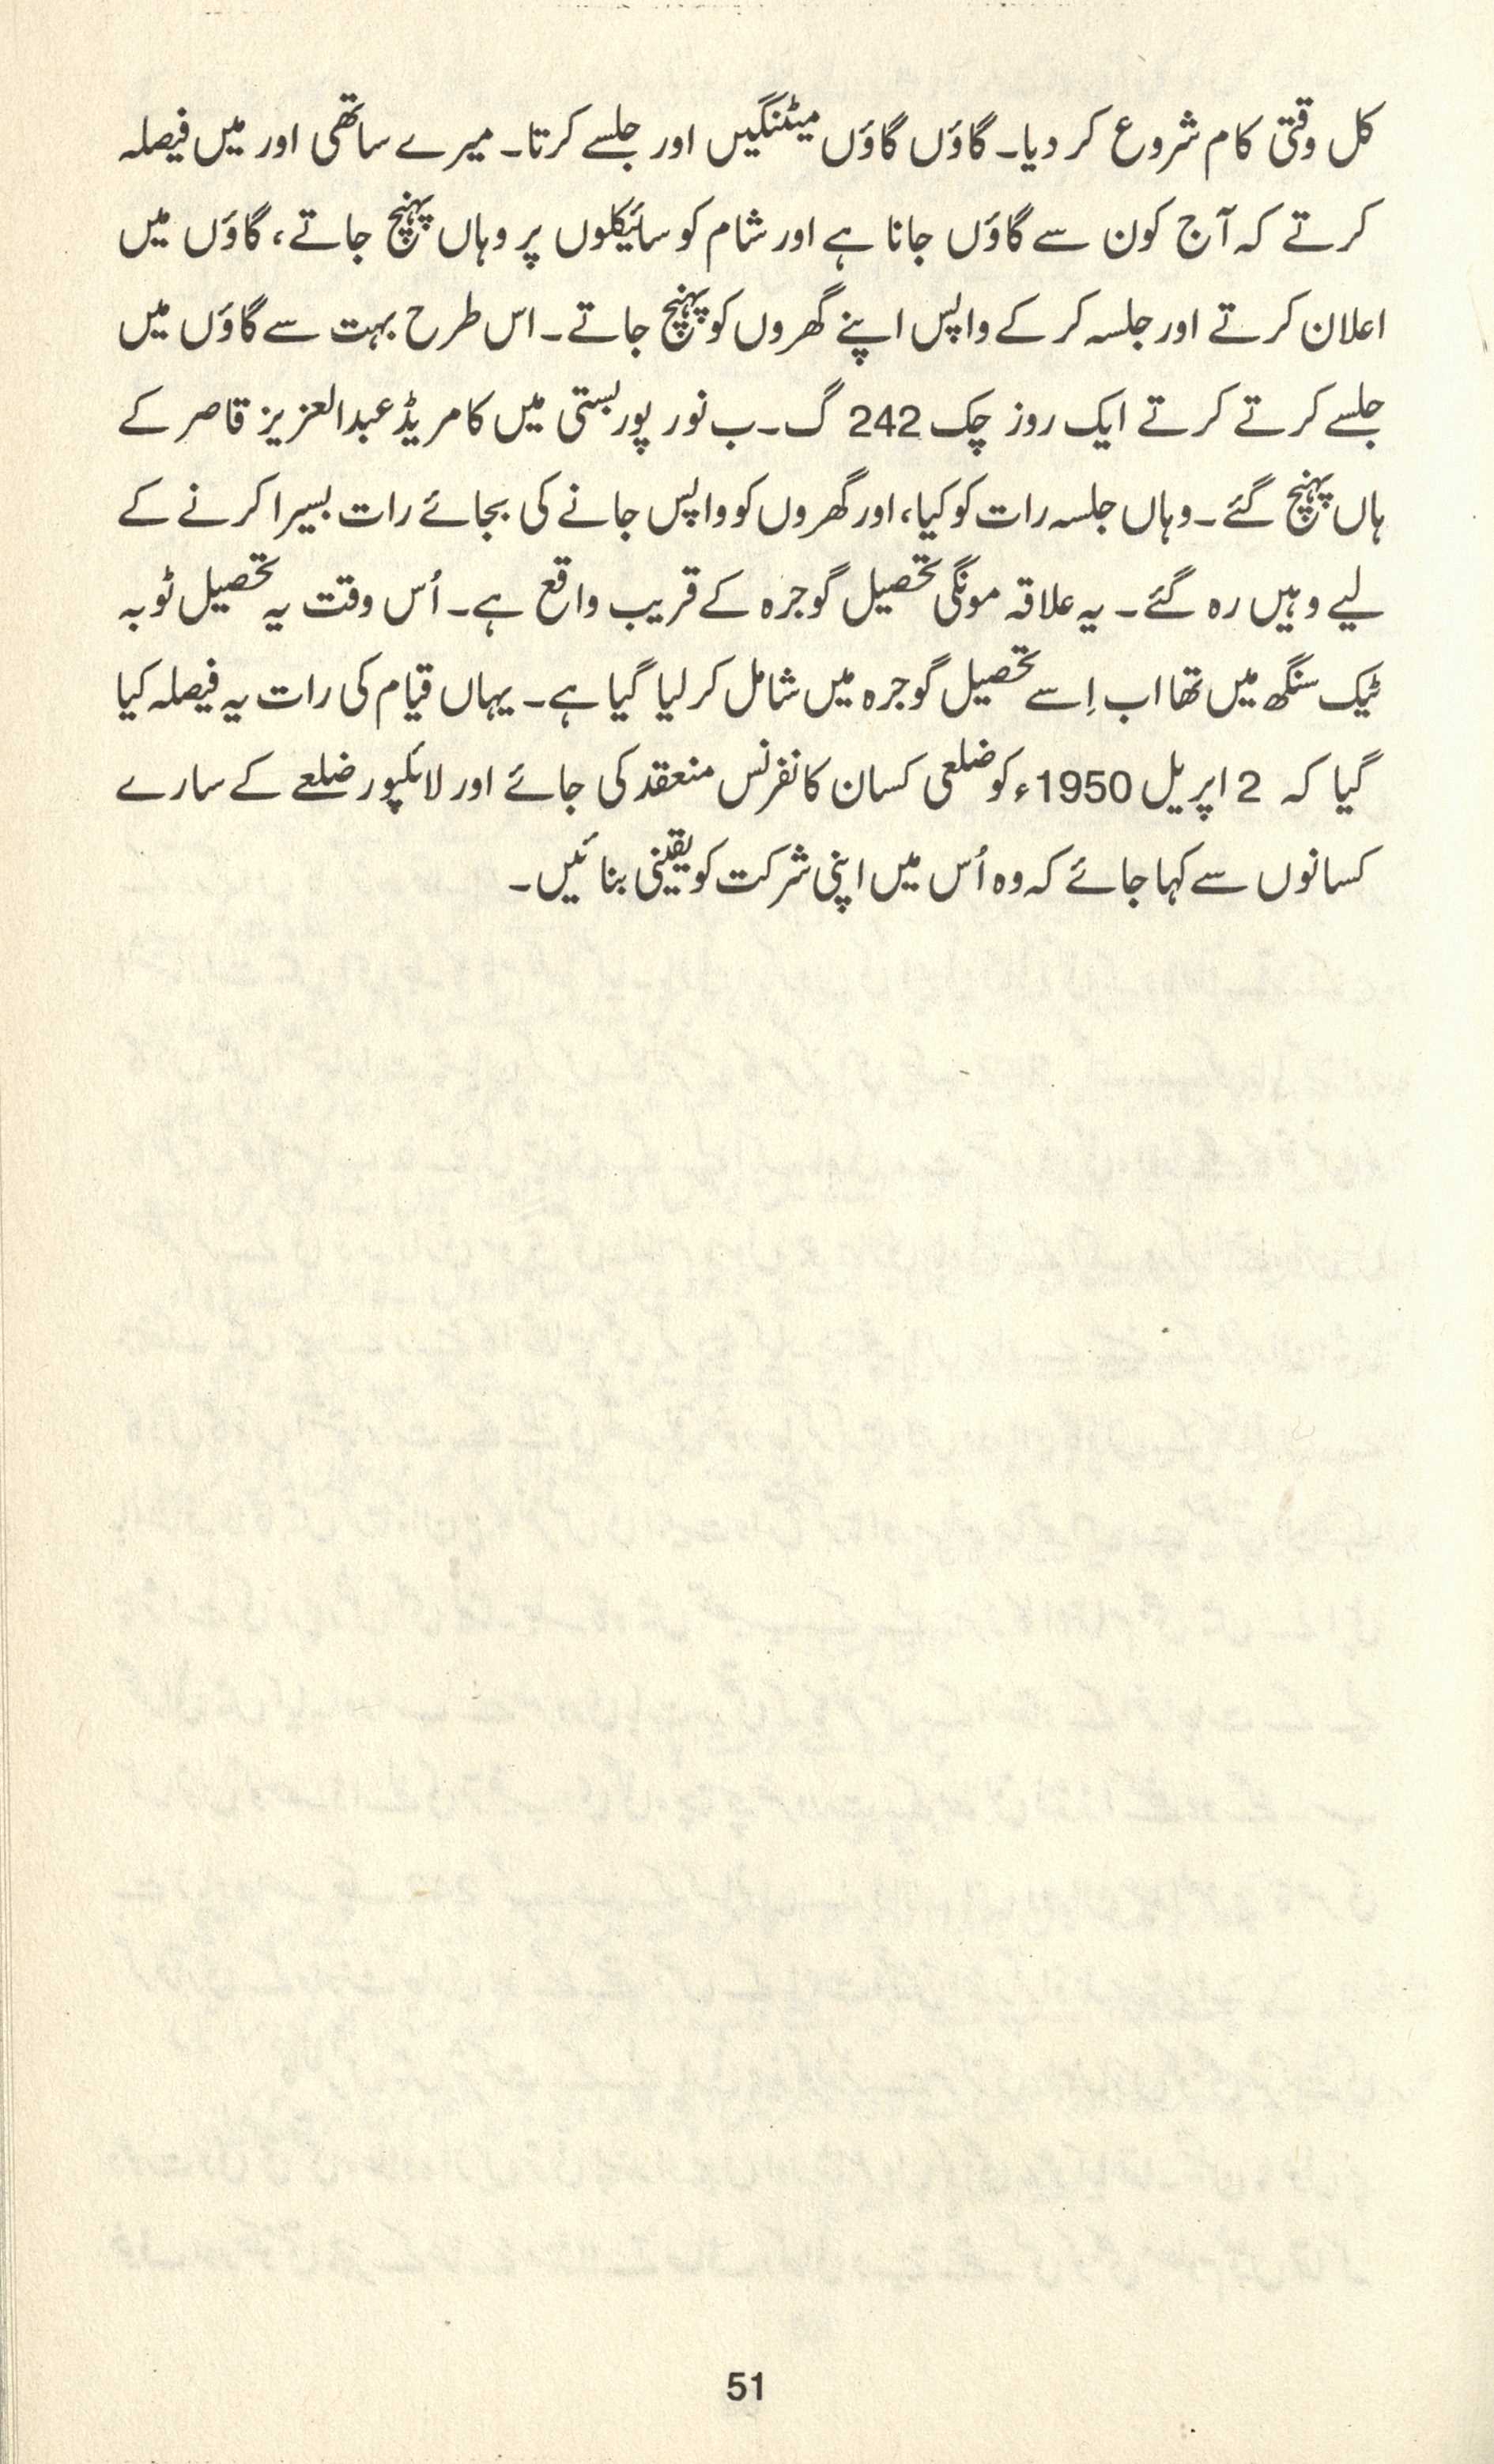 کل وقتی کام شروع کر دیا۔ گاؤں گاؤں میٹنگیں اور جلسے کرتا۔ میرے ساتھی اور میں فیصلہ
کرتے کہ آج کون سے گاؤں جانا ہے اور شام کو سائیکلوں پر وہاں پہنچ جاتے، گاؤں میں
اعلان کرتے اور جلسہ کر کے واپس اپنے گھروں کو پہنچ جاتے۔ اس طرح بہت سے گاؤں میں
جلسے کرتے کرتے ایک روز چک 242 گ۔ب نور پور بستی میں کامریڈ عبدالعزیز قاصر کے
ہاں پہنچ گئے۔ وہاں جلسہ رات کو کیا، اور گھروں کو واپس جانے کی بجائے رات بسیرا کرنے کے
لیے وہیں رہ گئے۔ یہ علاقہ مونگی تحصیل گوجرہ کے قریب واقع ہے۔ اُس وقت یہ تحصیل ٹوبہ
ٹیک سنگھ میں تھا اب اِسے تحصیل گوجرہ میں شامل کر لیا گیا ہے۔ یہاں قیام کی رات یہ فیصلہ کیا
گیا کہ 2 اپریل 1950ء کو ضلعی کسان کانفرنس منعقد کی جائے اور لائلپور ضلعے کے سارے
کسانوں سے کہا جائے کہ وہ اُس میں اپنی شرکت کو یقینی بنائیں۔
51